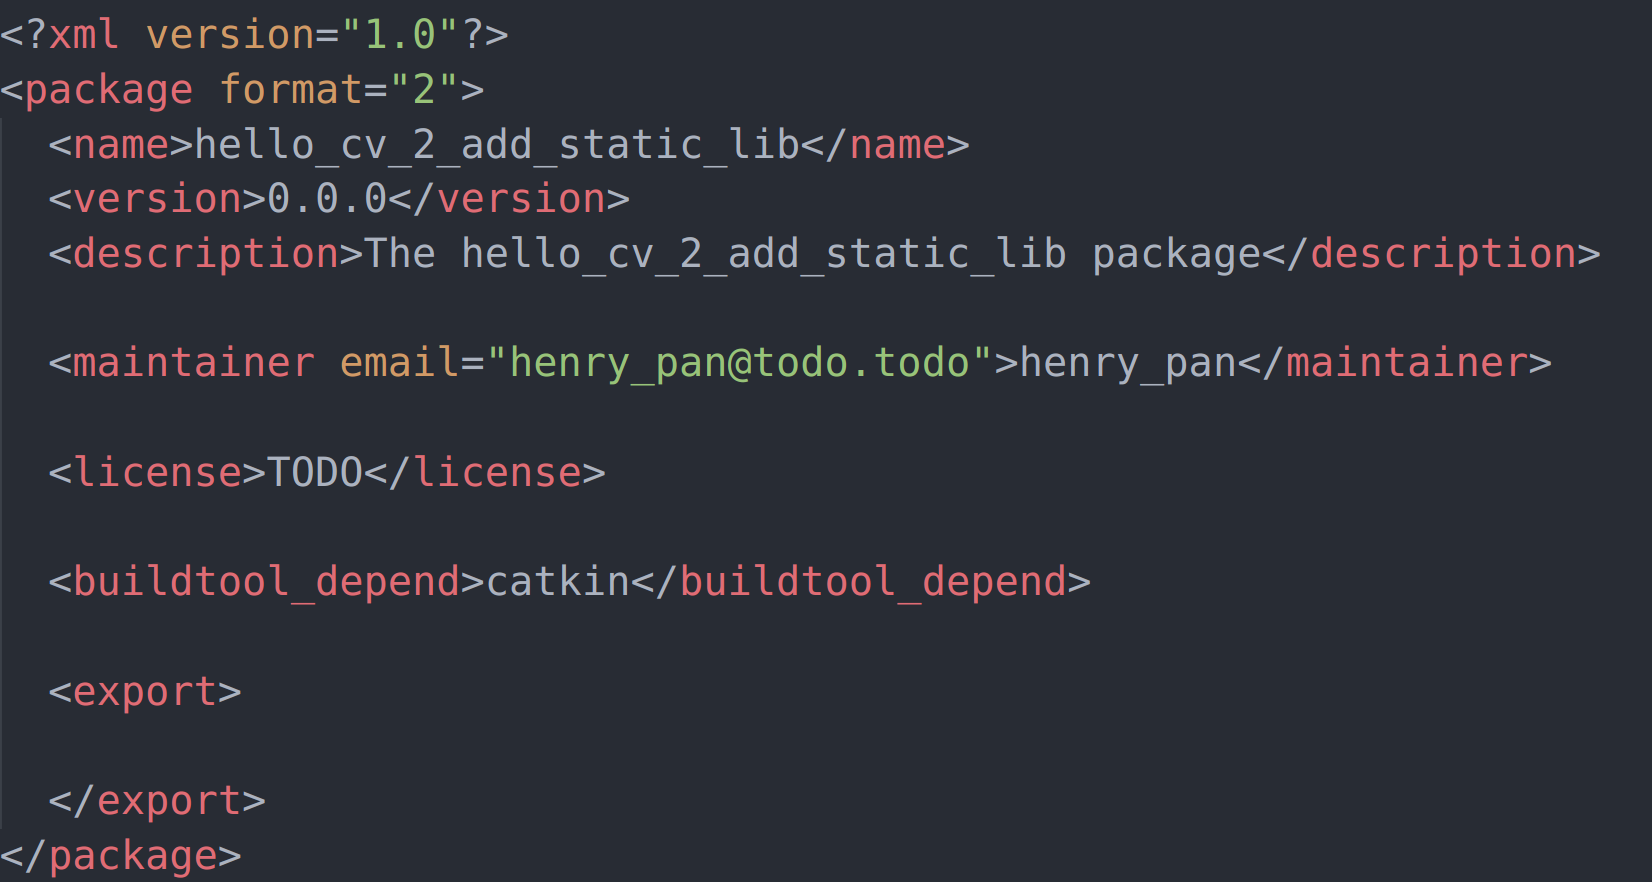 <?xml version="1.0"?>
<package format="2">
  <name>hello_cv_2_add_static_lib</name>
  <version>0.0.0</version>
  <description>The hello_cv_2_add_static_lib package</description>

  <maintainer email="henry_pan@todo.todo">henry_pan</maintainer>

  <license>TODO</license>

  <buildtool_depend>catkin</buildtool_depend>

  <export>

  </export>
</package>